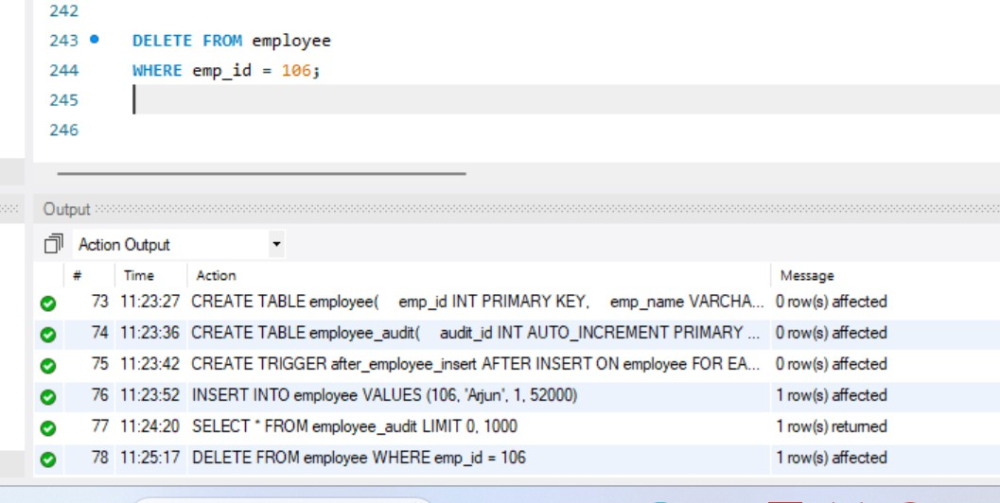 242
243 DELETE FROM employee
244 WHERE emp_id = 106;
245
246
Output
Action Output
# Time Action Message
73 11:23:27 CREATE TABLE employee( emp_id INT PRIMARY KEY, emp_name VARCHA... 0 row(s) affected
74 11:23:36 CREATE TABLE employee_audit( audit_id INT AUTO_INCREMENT PRIMARY ... 0 row(s) affected
75 11:23:42 CREATE TRIGGER after_employee_insert AFTER INSERT ON employee FOR EA... 0 row(s) affected
76 11:23:52 INSERT INTO employee VALUES (106, 'Arjun', 1, 52000) 1 row(s) affected
77 11:24:20 SELECT * FROM employee_audit LIMIT 0, 1000 1 row(s) returned
78 11:25:17 DELETE FROM employee WHERE emp_id = 106 1 row(s) affected